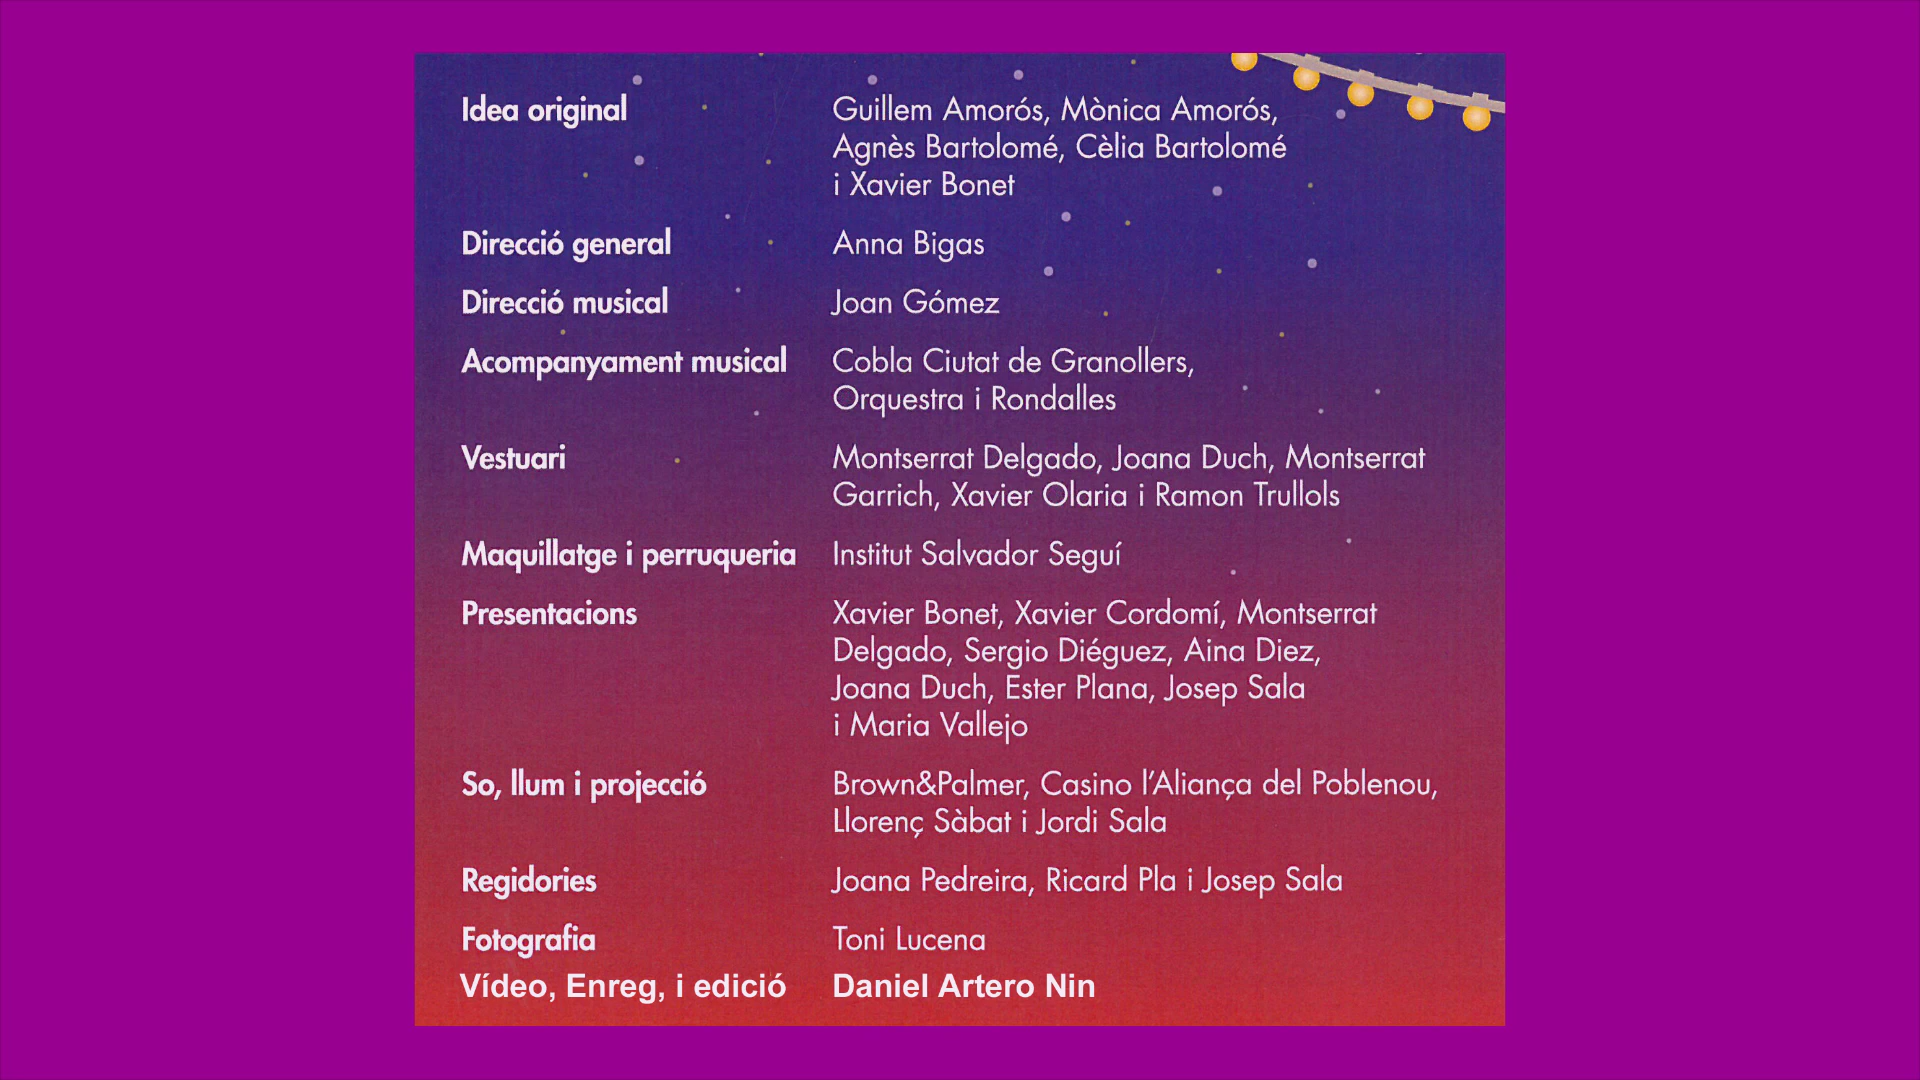 Idea original Guillem Amorós, Mònica Amorós,
Agnès Bartolomé, Cèlia Bartolomé
i Xavier Bonet
Direcció general Anna Bigas
Direcció musical Joan Gómez
Acompanyament musical Cobla Ciutat de Granollers,
Orquestra i Rondalles
Vestuari Montserrat Delgado, Joana Duch, Montserrat
Garrich, Xavier Olaria i Ramon Trullols
Maquillatge i perruqueria Institut Salvador Seguí
Presentacions Xavier Bonet, Xavier Cordomí, Montserrat
Delgado, Sergio Diéguez, Aina Diez,
Joana Duch, Ester Plana, Josep Sala
i Maria Vallejo
So, llum i projecció Brown&Palmer, Casino l'Aliança del Poblenou,
Llorenç Sàbat i Jordi Sala
Regidories Joana Pedreira, Ricard Pla i Josep Sala
Fotografia Toni Lucena
Vídeo, Enreg, i edició Daniel Artero Nin